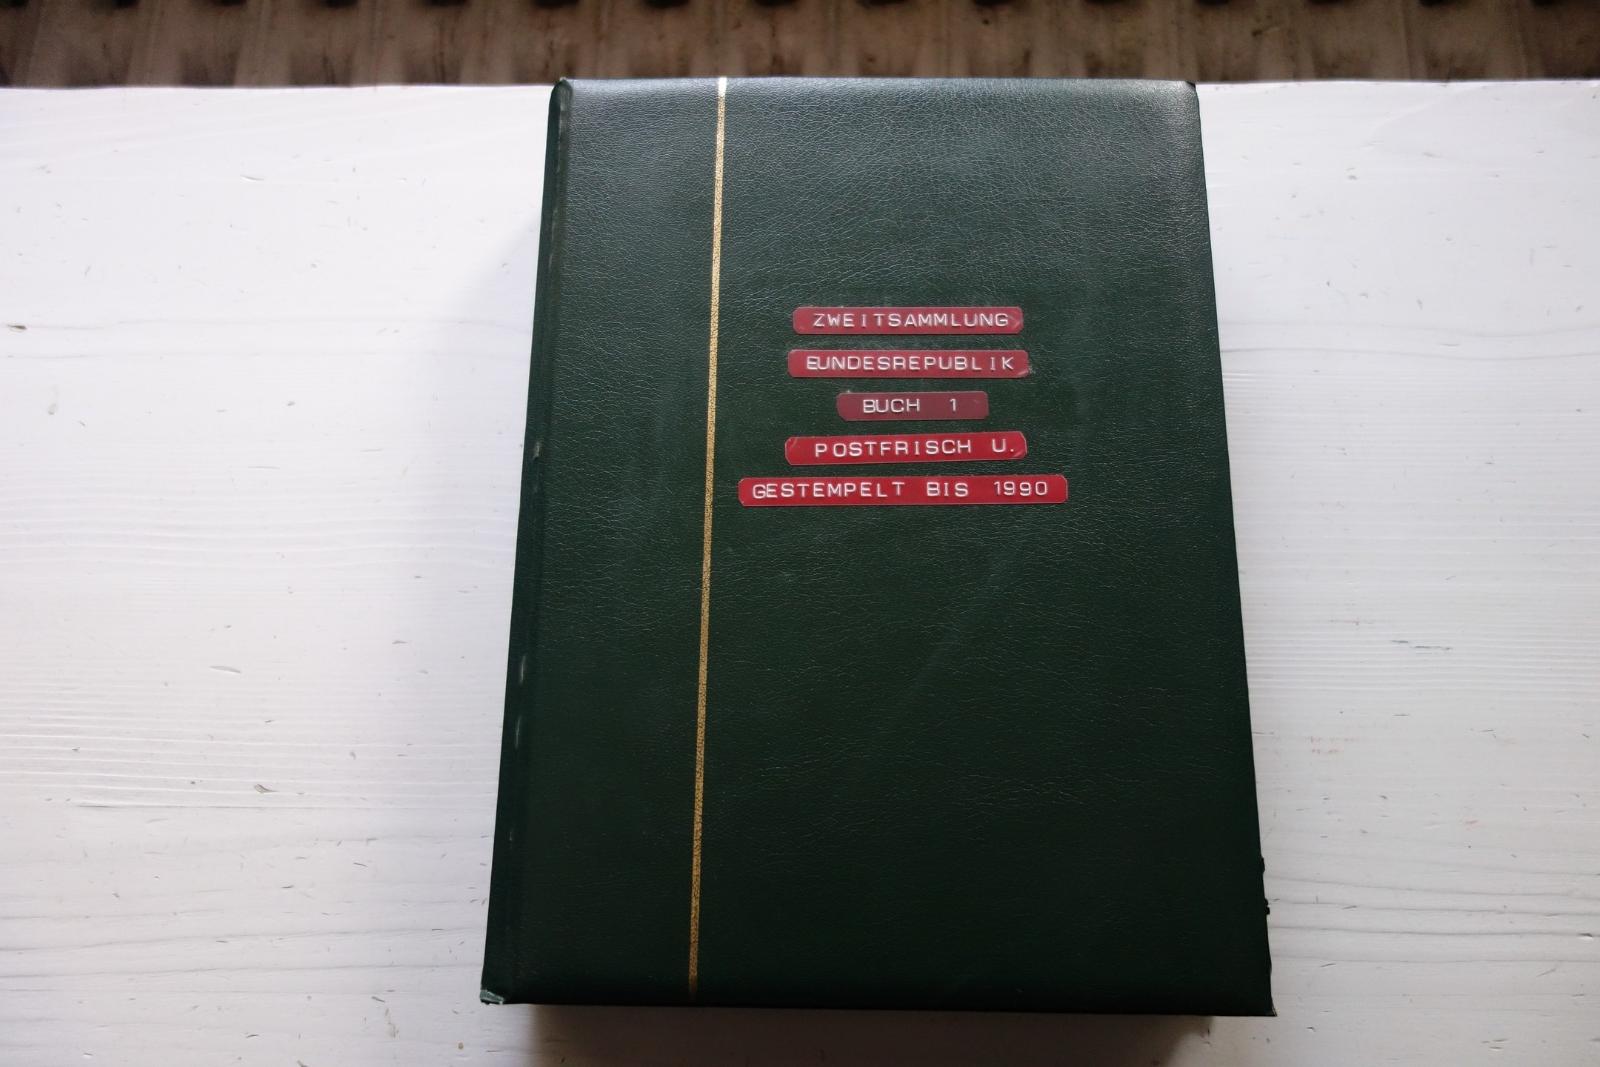 ZWEITSAMMLUNG
BUNDESREPUBLIK
BUCH 1
POSTFRISCH U.
GESTEMPELT BIS 1990